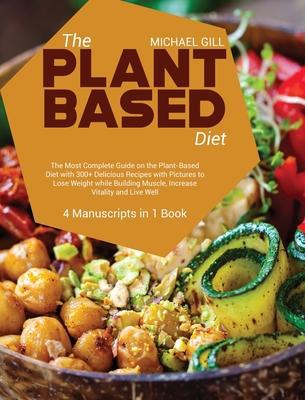 The
MICHAEL GILL
PLANT
BASED
Diet
The Most Complete Guide on the Plant-Based
Diet with 300+ Delicious Recipes with Pictures to
Lose Weight while Building Muscle, Increase
Vitality and Live Well
4 Manuscripts in 1 Book